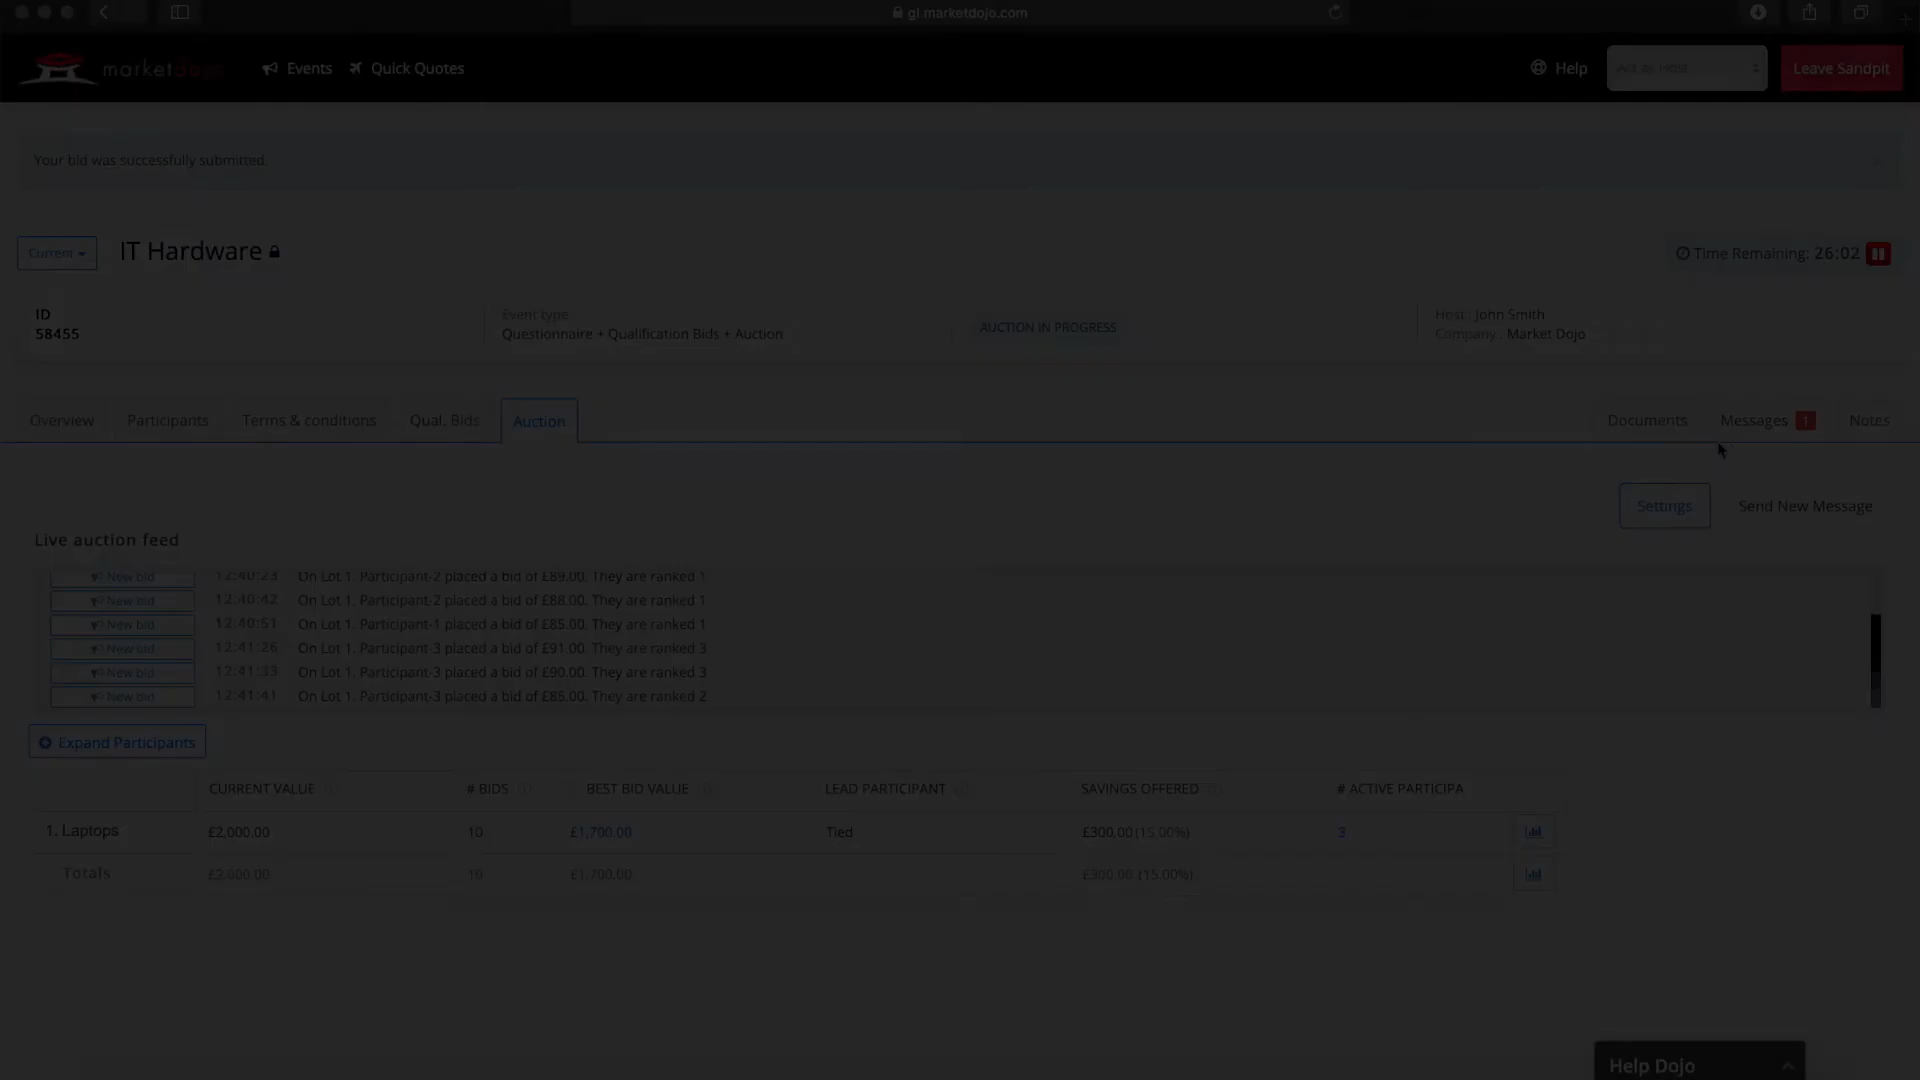 gl.marketdojo.com
marketdojo
Events
Quick Quotes
Help
Act as Host
Leave Sandpit
Your bid was successfully submitted.
Current
IT Hardware
Time Remaining: 26:02
ID
58455
Event type
Questionnaire + Qualification Bids + Auction
AUCTION IN PROGRESS
Host : John Smith
Company : Market Dojo
Overview
Participants
Terms & conditions
Qual. Bids
Auction
Documents
Messages 1
Notes
Settings
Send New Message
Live auction feed
New bid 12:40:23 On Lot 1. Participant-2 placed a bid of £89.00. They are ranked 1
New bid 12:40:42 On Lot 1. Participant-2 placed a bid of £88.00. They are ranked 1
New bid 12:40:51 On Lot 1. Participant-1 placed a bid of £85.00. They are ranked 1
New bid 12:41:26 On Lot 1. Participant-3 placed a bid of £91.00. They are ranked 3
New bid 12:41:33 On Lot 1. Participant-3 placed a bid of £90.00. They are ranked 3
New bid 12:41:41 On Lot 1. Participant-3 placed a bid of £85.00. They are ranked 2
Expand Participants
CURRENT VALUE # BIDS BEST BID VALUE LEAD PARTICIPANT SAVINGS OFFERED # ACTIVE PARTICIPA
1. Laptops £2,000.00 10 £1,700.00 Tied £300.00 (15.00%) 3
Totals £2,000.00 10 £1,700.00 £300.00 (15.00%)
Help Dojo